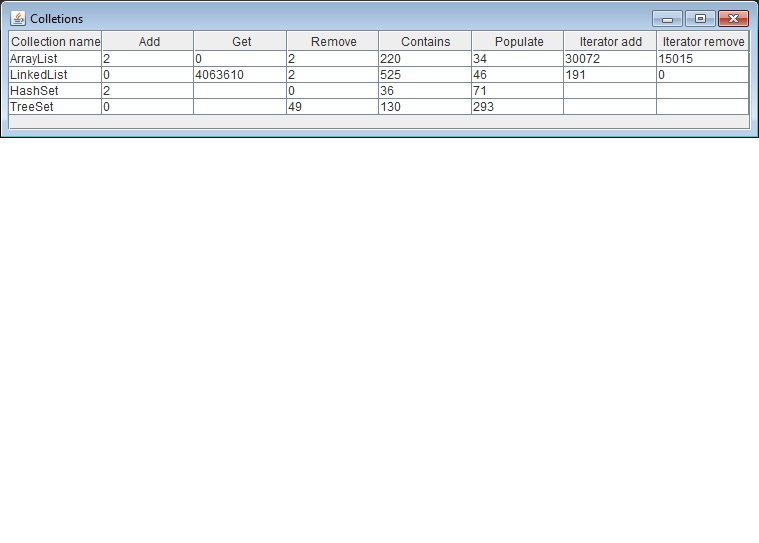 Colletions
Collection name Add Get Remove Contains Populate Iterator add Iterator remove
ArrayList 2 0 2 220 34 30072 15015
LinkedList 0 4063610 2 525 46 191 0
HashSet 2 0 36 71
TreeSet 0 49 130 293